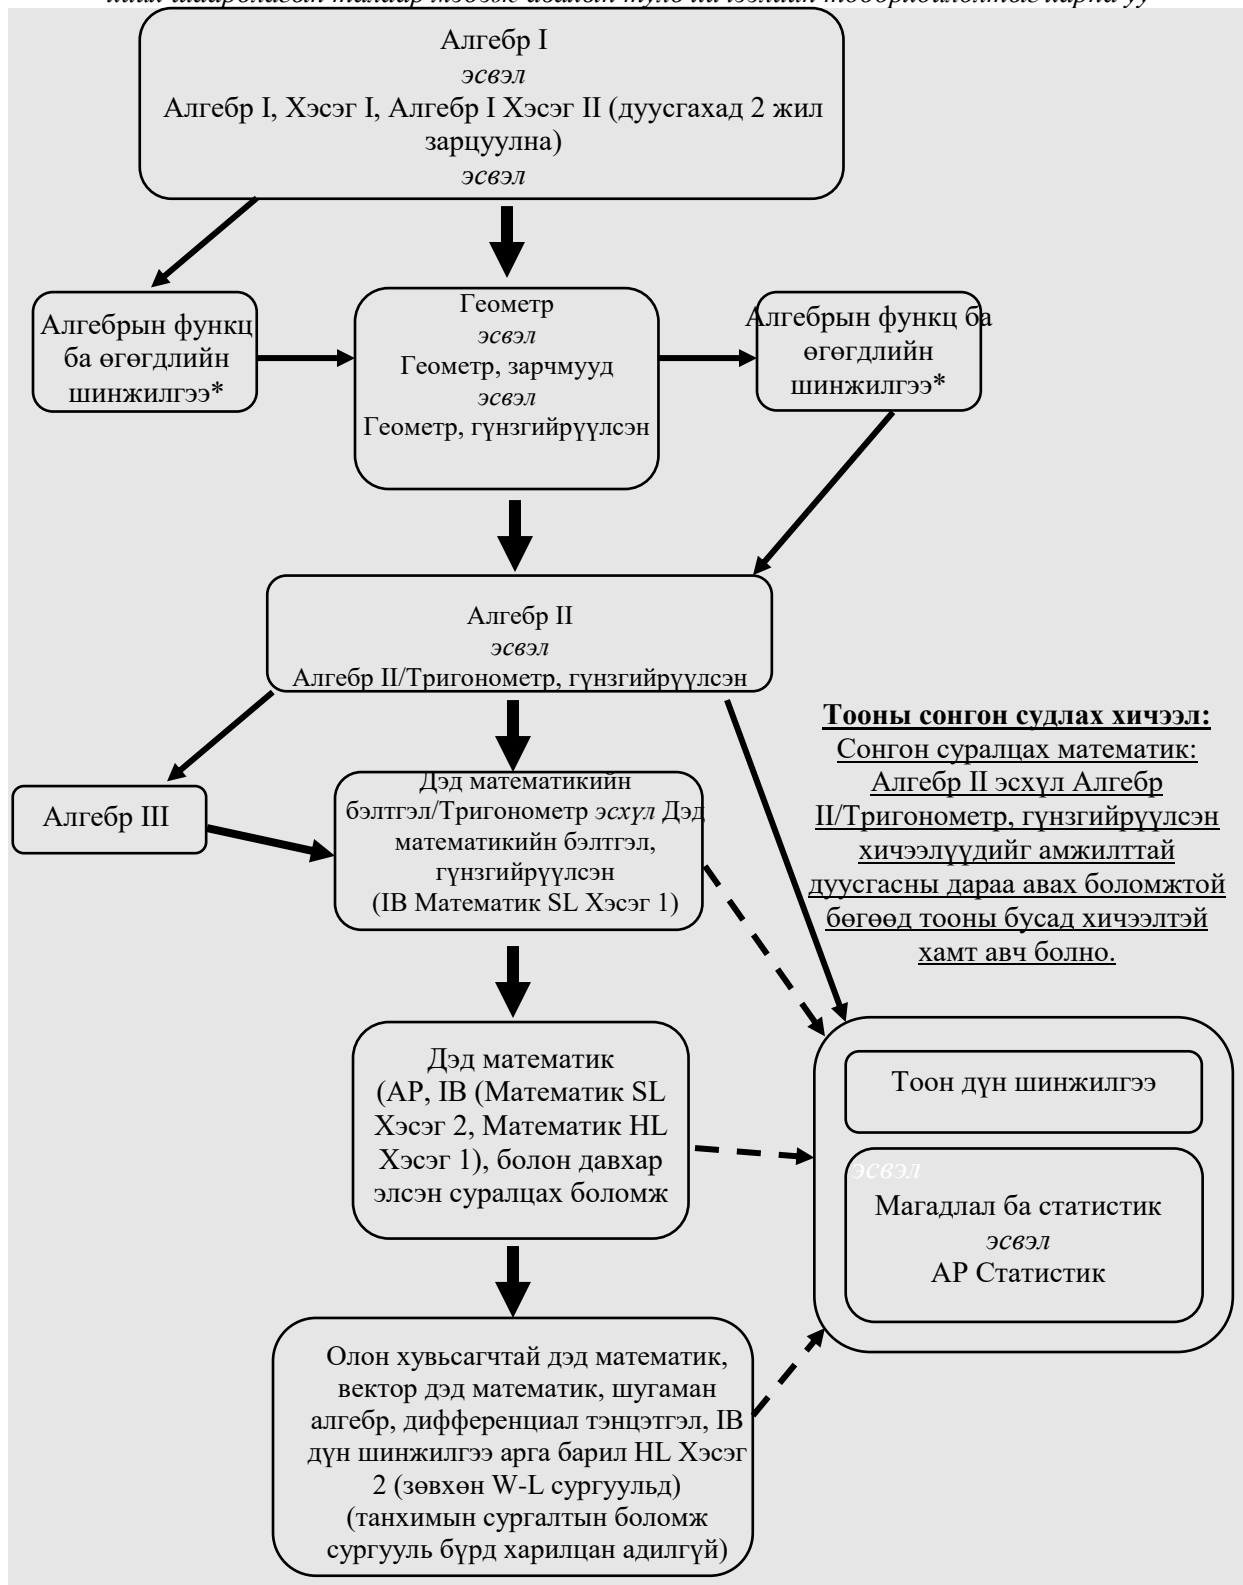 Алгебр I
эсвэл
Алгебр I, Хэсэг I, Алгебр I Хэсэг II (дуусгахад 2 жил
зарцуулна)
эсвэл
Алгебрын функц
ба өгөгдлийн
шинжилгээ*
Геометр
эсвэл
Геометр, зарчмууд
эсвэл
Геометр, гүнзгийрүүлсэн
Алгебрын функц ба
өгөгдлийн
шинжилгээ*
Алгебр II
эсвэл
Алгебр II/Тригонометр, гүнзгийрүүлсэн
Тооны сонгон судлах хичээл:
Сонгон суралцах математик:
Алгебр II эсхүл Алгебр
II/Тригонометр, гүнзгийрүүлсэн
хичээлүүдийг амжилттай
дуусгасны дараа авах боломжтой
бөгөөд тооны бусад хичээлтэй
хамт авч болно.
Алгебр III
Дэд математикийн
бэлтгэл/Тригонометр эсхүл Дэд
математикийн бэлтгэл,
гүнзгийрүүлсэн
(IB Математик SL Хэсэг 1)
Дэд математик
(AP, IB (Математик SL
Хэсэг 2, Математик HL
Хэсэг 1), болон давхар
элсэн суралцах боломж
Тоон дүн шинжилгээ
эсвэл
Магадлал ба статистик
эсвэл
AP Статистик
Олон хувьсагчтай дэд математик,
вектор дэд математик, шугаман
алгебр, дифференциал тэнцэтгэл, IB
дүн шинжилгээ арга барил HL Хэсэг
2 (зөвхөн W-L сургуульд)
(танхимын сургалтын боломж
сургууль бүрд харилцан адилгүй)